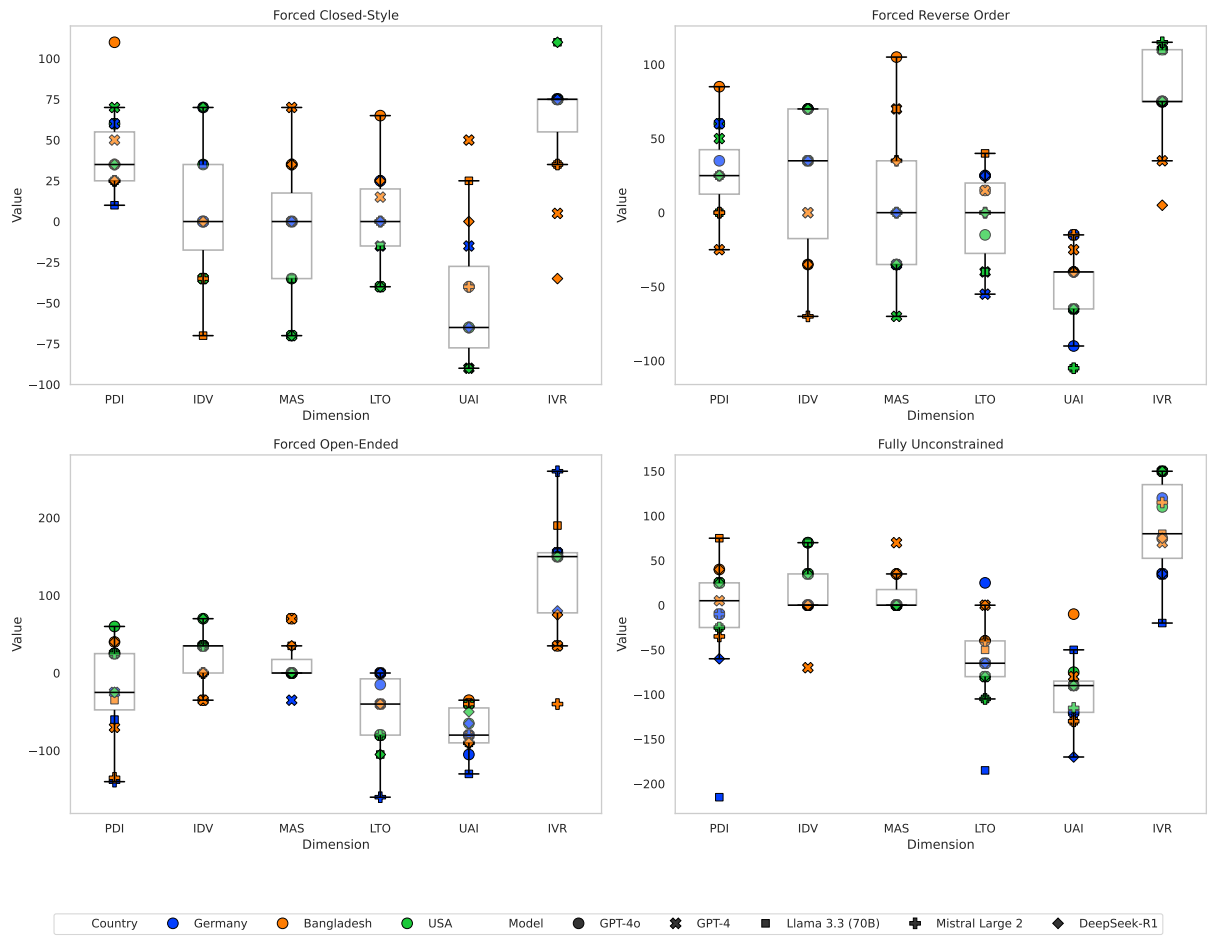 Forced Closed-Style
Value
100
75
50
25
0
−25
−50
−75
−100
PDI IDV MAS LTO UAI IVR
Dimension
Forced Reverse Order
Value
100
50
0
−50
−100
PDI IDV MAS LTO UAI IVR
Dimension
Forced Open-Ended
Value
200
100
0
−100
PDI IDV MAS LTO UAI IVR
Dimension
Fully Unconstrained
Value
150
100
50
0
−50
−100
−150
−200
PDI IDV MAS LTO UAI IVR
Dimension
Country Germany Bangladesh USA Model GPT-4o GPT-4 Llama 3.3 (70B) Mistral Large 2 DeepSeek-R1